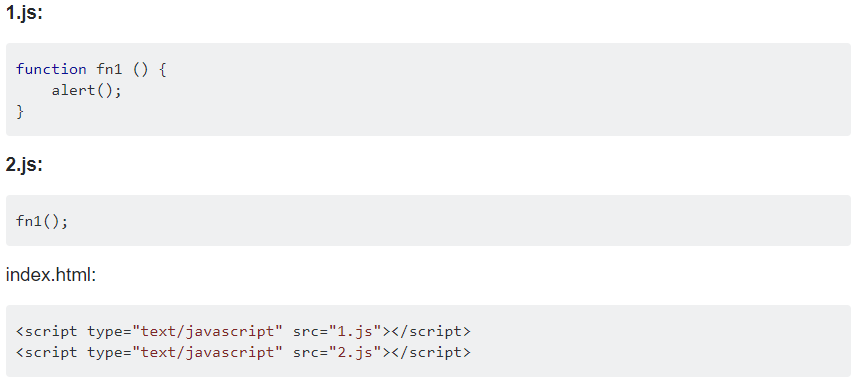 1.js:
function fn1 () {
    alert();
}
2.js:
fn1();
index.html:
<script type="text/javascript" src="1.js"></script>
<script type="text/javascript" src="2.js"></script>